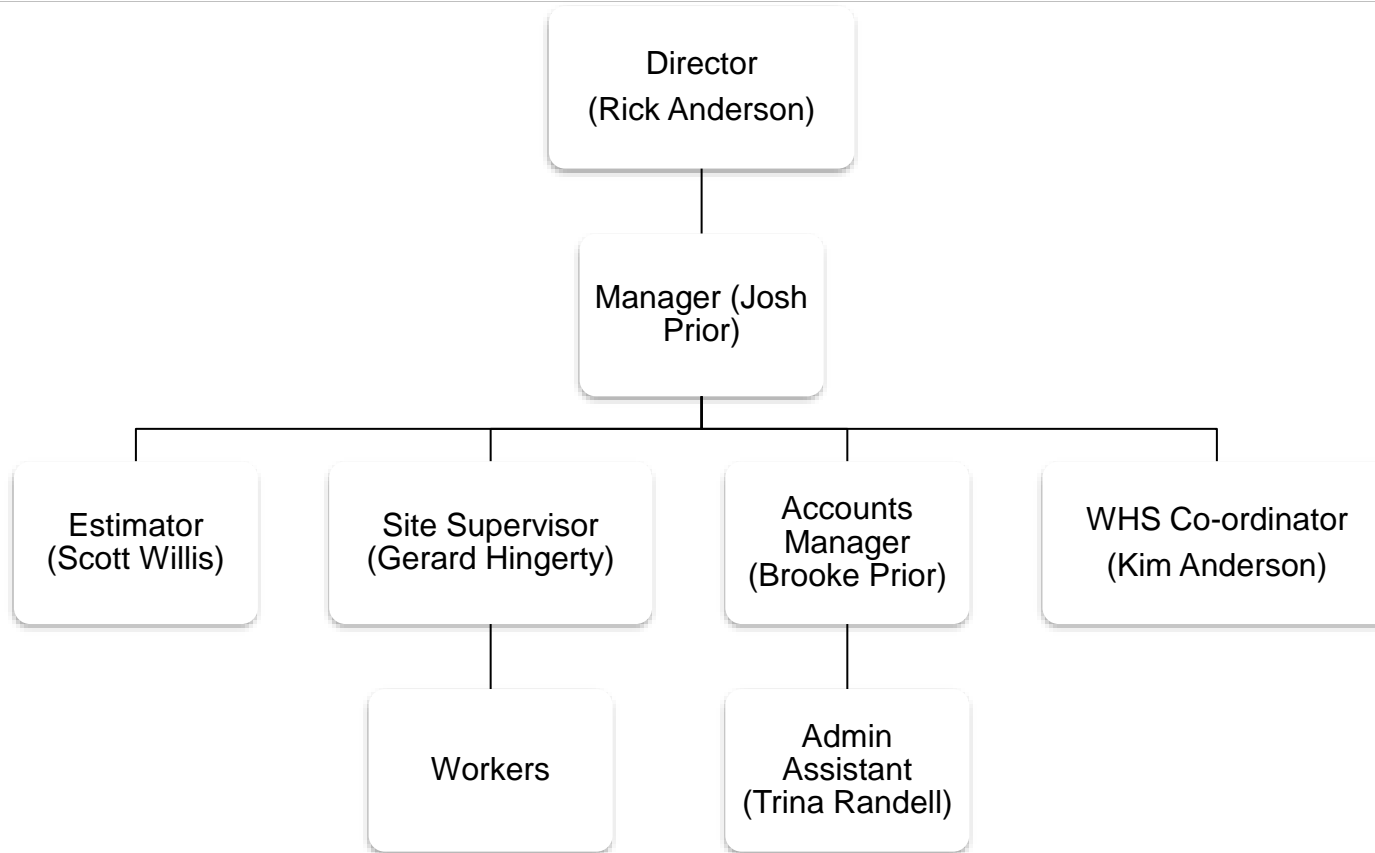 Director
(Rick Anderson)
Manager (Josh
Prior)
Estimator
(Scott Willis)
Site Supervisor
(Gerard Hingerty)
Accounts
Manager
(Brooke Prior)
WHS Co-ordinator
(Kim Anderson)
Workers
Admin
Assistant
(Trina Randell)